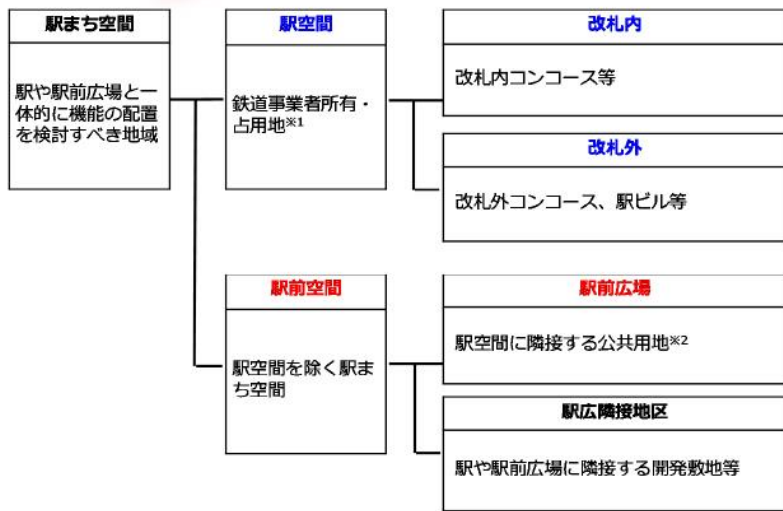 駅まち空間
駅や駅前広場と一
体的に機能の配置
を検討すべき地域
駅空間
鉄道事業者所有・
占用地※1
改札内
改札内コンコース等
改札外
改札外コンコース、駅ビル等
駅前空間
駅空間を除く駅ま
ち空間
駅前広場
駅空間に隣接する公共用地※2
駅広隣接地区
駅や駅前広場に隣接する開発敷地等